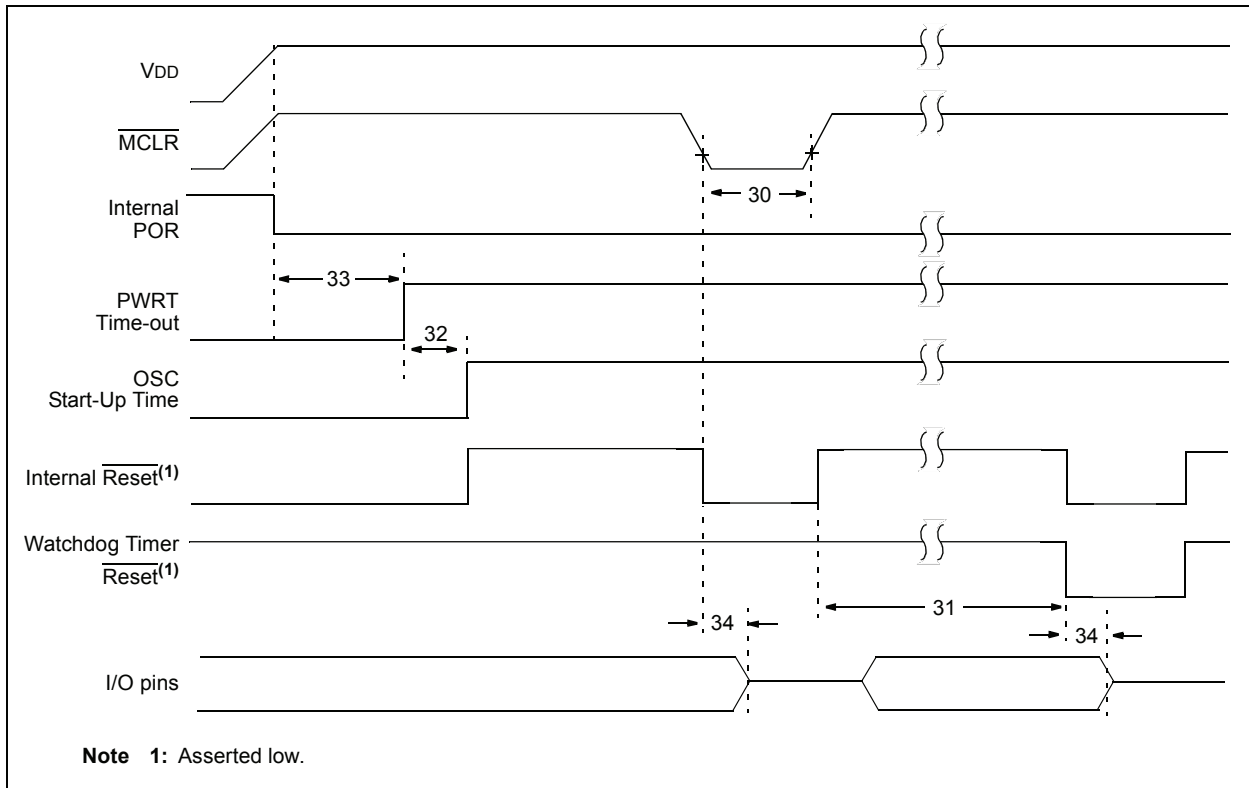 VDD
MCLR
30
Internal
POR
33
PWRT
Time-out
32
OSC
Start-Up Time
Internal Reset(1)
Watchdog Timer
Reset(1)
31
34
34
I/O pins
Note 1: Asserted low.